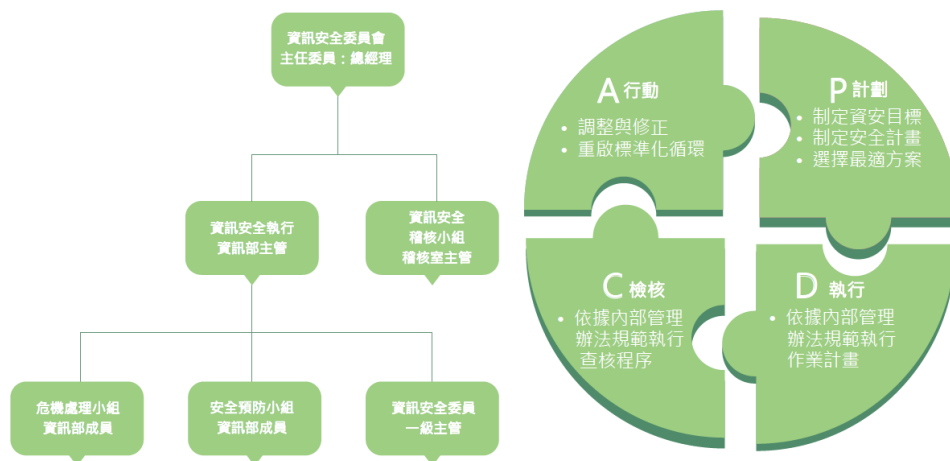 資訊安全委員會
主任委員：總經理
資訊安全執行
資訊部主管
資訊安全
稽核小組
稽核室主管
危機處理小組
資訊部成員
安全預防小組
資訊部成員
資訊安全委員
一級主管
A 行動
• 調整與修正
• 重啟標準化循環
P 計劃
• 制定資安目標
• 制定安全計畫
• 選擇最適方案
C 檢核
• 依據內部管理
辦法規範執行
查核程序
D 執行
• 依據內部管理
辦法規範執行
作業計畫